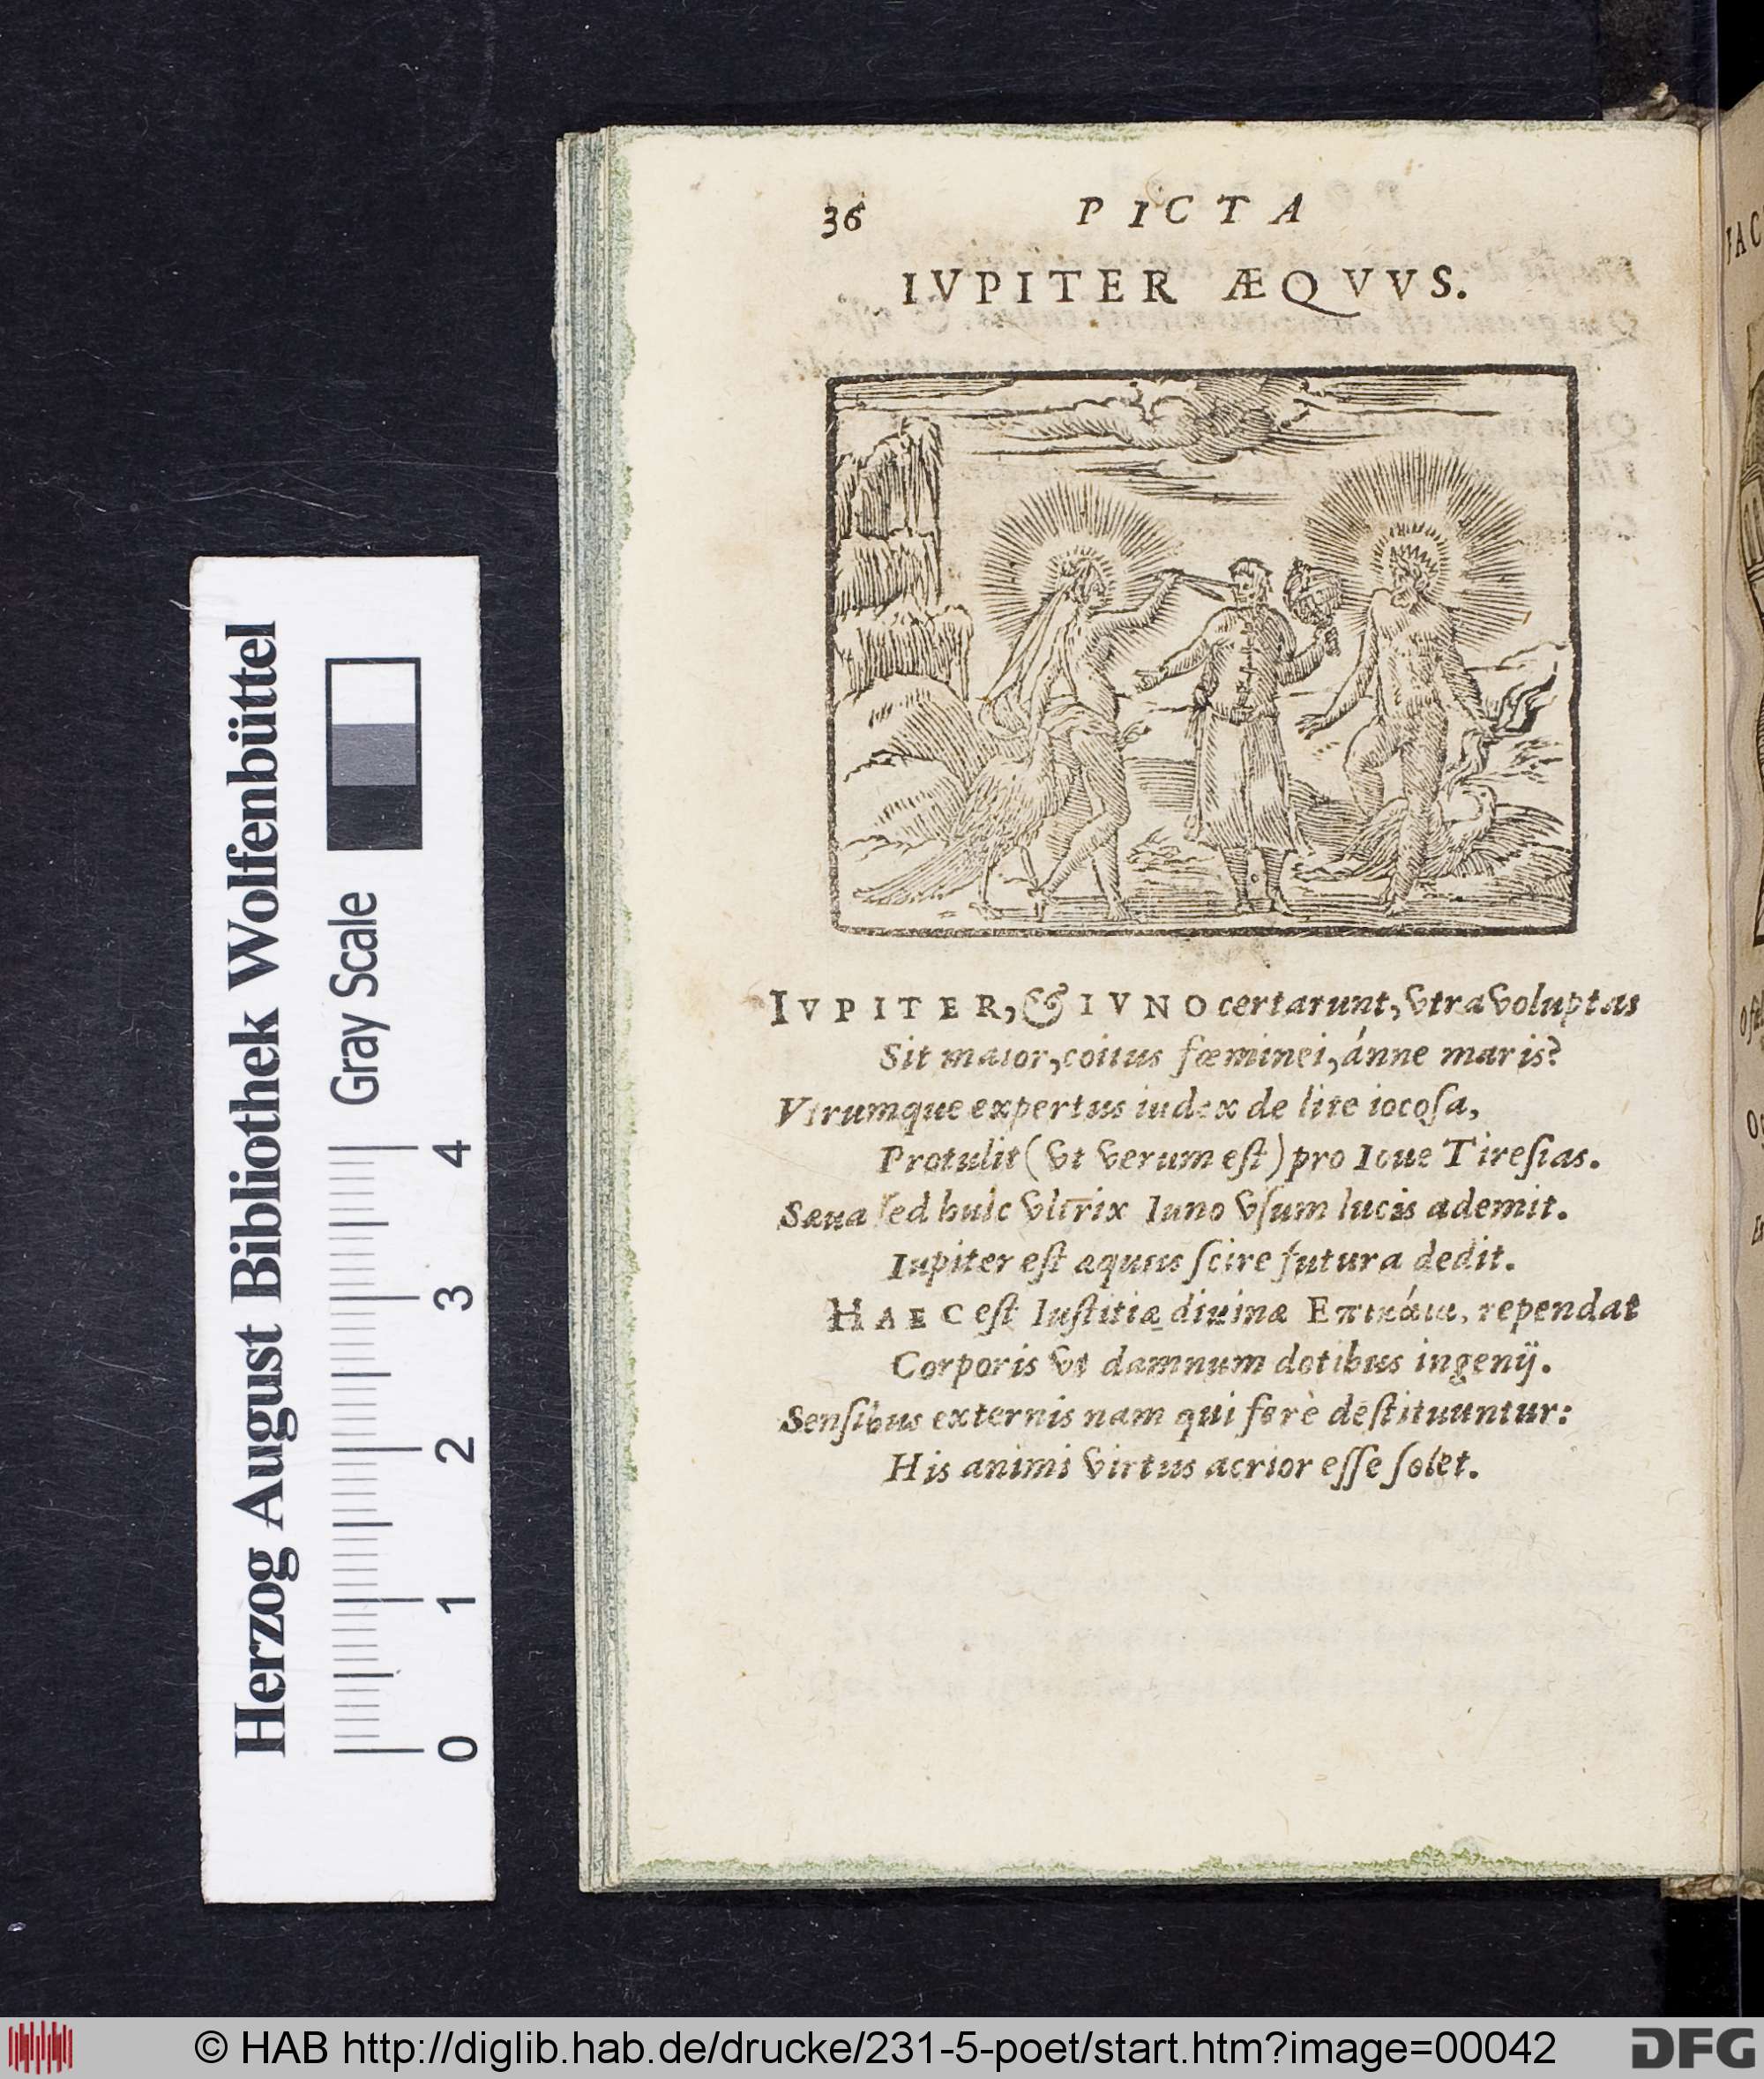 36 PICTA
IVPITER ÆQVVS.
IVPITER, & IVNO certarunt, vtra voluptas
Sit maior, coitus fœminei, ánne maris?
Vtrumque expertus iudex de lite iocoſa,
Protulit (vt verum eſt) pro Ioue Tireſias.
Sæua ſed huic vltrix Iuno vſum lucis ademit.
Iupiter eſt æquus ſcire futura dedit.
HAEC eſt Iuſtitiæ diuinæ rependat
Corporis vt damnum dotibus ingenij.
Senſibus externis nam qui ferè deſtituuntur:
His animi virtus acrior eſſe ſolet.
Herzog August Bibliothek Wolfenbüttel
Gray Scale
0 1 2 3 4
© HAB http://diglib.hab.de/drucke/231-5-poet/start.htm?image=00042
DFG